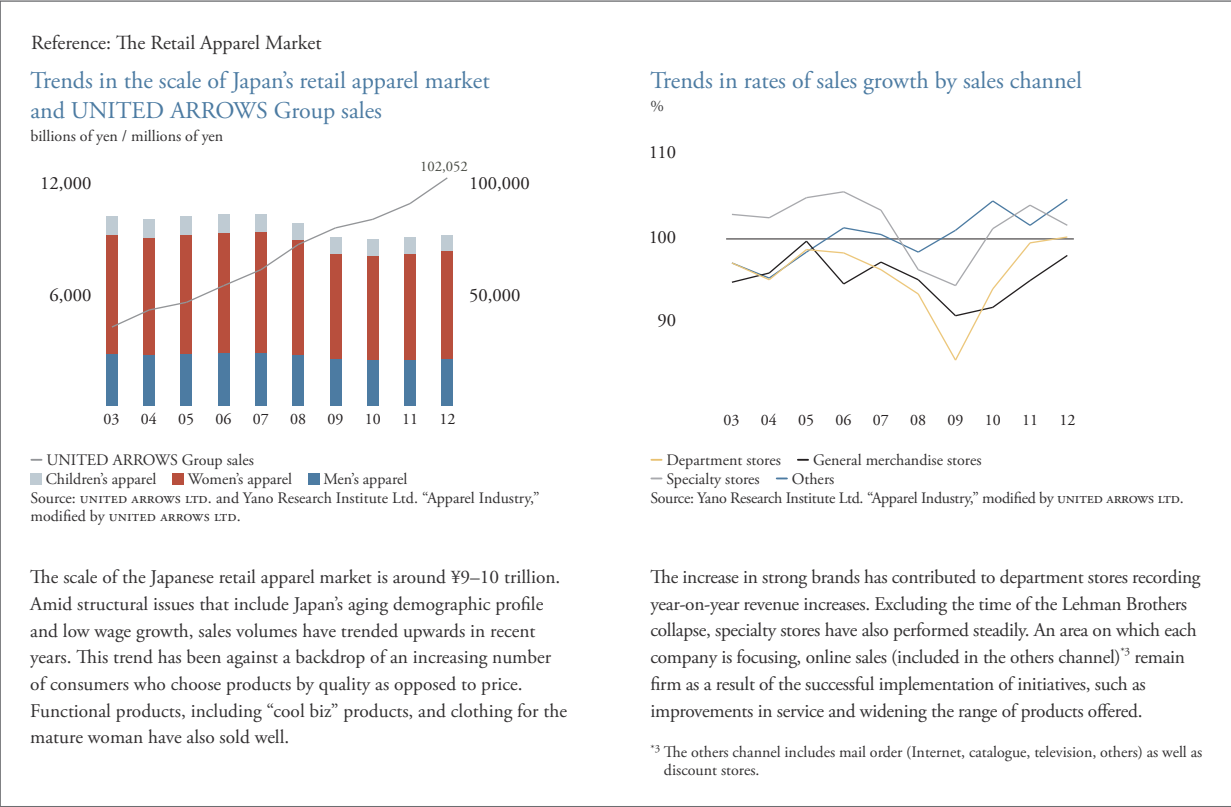 Reference: The Retail Apparel Market
Trends in the scale of Japan's retail apparel market
and UNITED ARROWS Group sales
billions of yen / millions of yen
102,052
12,000
100,000
6,000
50,000
03 04 05 06 07 08 09 10 11 12
— UNITED ARROWS Group sales
Children's apparel Women's apparel Men's apparel
Source: UNITED ARROWS LTD. and Yano Research Institute Ltd. “Apparel Industry,”
modified by UNITED ARROWS LTD.
The scale of the Japanese retail apparel market is around ¥9–10 trillion.
Amid structural issues that include Japan's aging demographic profile
and low wage growth, sales volumes have trended upwards in recent
years. This trend has been against a backdrop of an increasing number
of consumers who choose products by quality as opposed to price.
Functional products, including “cool biz” products, and clothing for the
mature woman have also sold well.
Trends in rates of sales growth by sales channel
%
110
100
90
03 04 05 06 07 08 09 10 11 12
— Department stores — General merchandise stores
— Specialty stores — Others
Source: Yano Research Institute Ltd. “Apparel Industry,” modified by UNITED ARROWS LTD.
The increase in strong brands has contributed to department stores recording
year-on-year revenue increases. Excluding the time of the Lehman Brothers
collapse, specialty stores have also performed steadily. An area on which each
company is focusing, online sales (included in the others channel)*3 remain
firm as a result of the successful implementation of initiatives, such as
improvements in service and widening the range of products offered.
*3 The others channel includes mail order (Internet, catalogue, television, others) as well as
discount stores.